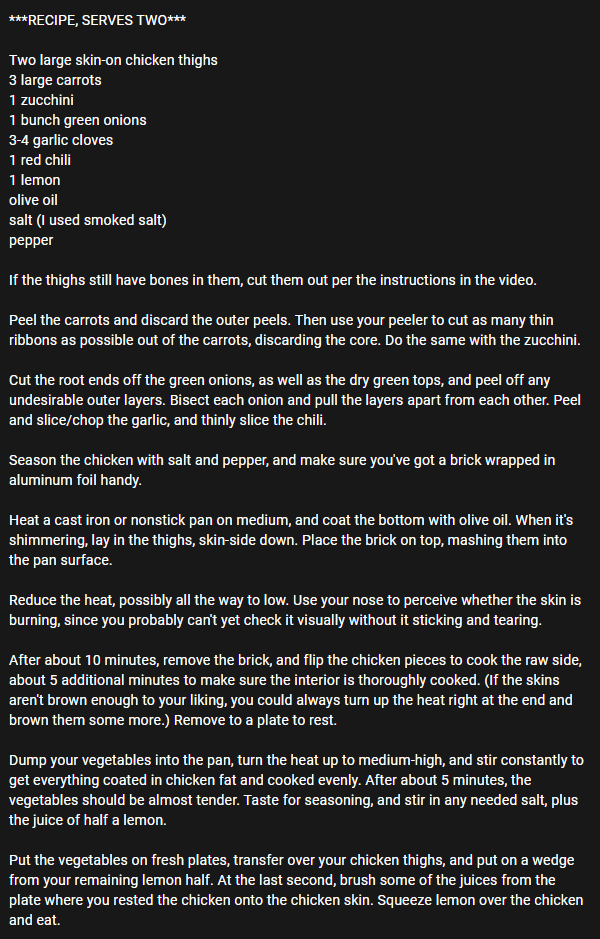 ***RECIPE, SERVES TWO***
Two large skin-on chicken thighs
3 large carrots
1 zucchini
1 bunch green onions
3-4 garlic cloves
1 red chili
1 lemon
olive oil
salt (I used smoked salt)
pepper
If the thighs still have bones in them, cut them out per the instructions in the video.
Peel the carrots and discard the outer peels. Then use your peeler to cut as many thin
ribbons as possible out of the carrots, discarding the core. Do the same with the zucchini.
Cut the root ends off the green onions, as well as the dry green tops, and peel off any
undesirable outer layers. Bisect each onion and pull the layers apart from each other. Peel
and slice/chop the garlic, and thinly slice the chili.
Season the chicken with salt and pepper, and make sure you've got a brick wrapped in
aluminum foil handy.
Heat a cast iron or nonstick pan on medium, and coat the bottom with olive oil. When it's
shimmering, lay in the thighs, skin-side down. Place the brick on top, mashing them into
the pan surface.
Reduce the heat, possibly all the way to low. Use your nose to perceive whether the skin is
burning, since you probably can't yet check it visually without it sticking and tearing.
After about 10 minutes, remove the brick, and flip the chicken pieces to cook the raw side,
about 5 additional minutes to make sure the interior is thoroughly cooked. (If the skins
aren't brown enough to your liking, you could always turn up the heat right at the end and
brown them some more.) Remove to a plate to rest.
Dump your vegetables into the pan, turn the heat up to medium-high, and stir constantly to
get everything coated in chicken fat and cooked evenly. After about 5 minutes, the
vegetables should be almost tender. Taste for seasoning, and stir in any needed salt, plus
the juice of half a lemon.
Put the vegetables on fresh plates, transfer over your chicken thighs, and put on a wedge
from your remaining lemon half. At the last second, brush some of the juices from the
plate where you rested the chicken onto the chicken skin. Squeeze lemon over the chicken
and eat.